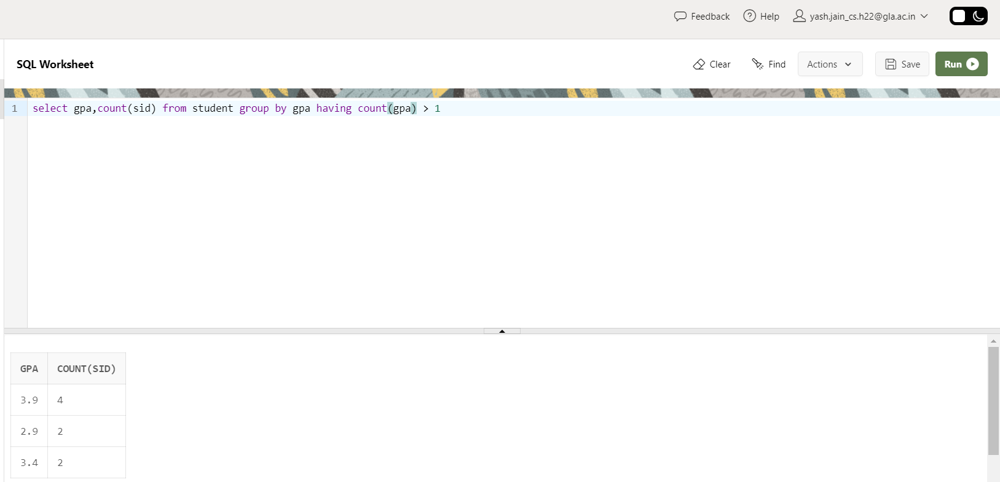 Feedback Help yash.jain_cs.h22@gla.ac.in
SQL Worksheet Clear Find Actions Save Run
1 select gpa,count(sid) from student group by gpa having count(gpa) > 1
GPA COUNT(SID)
3.9 4
2.9 2
3.4 2